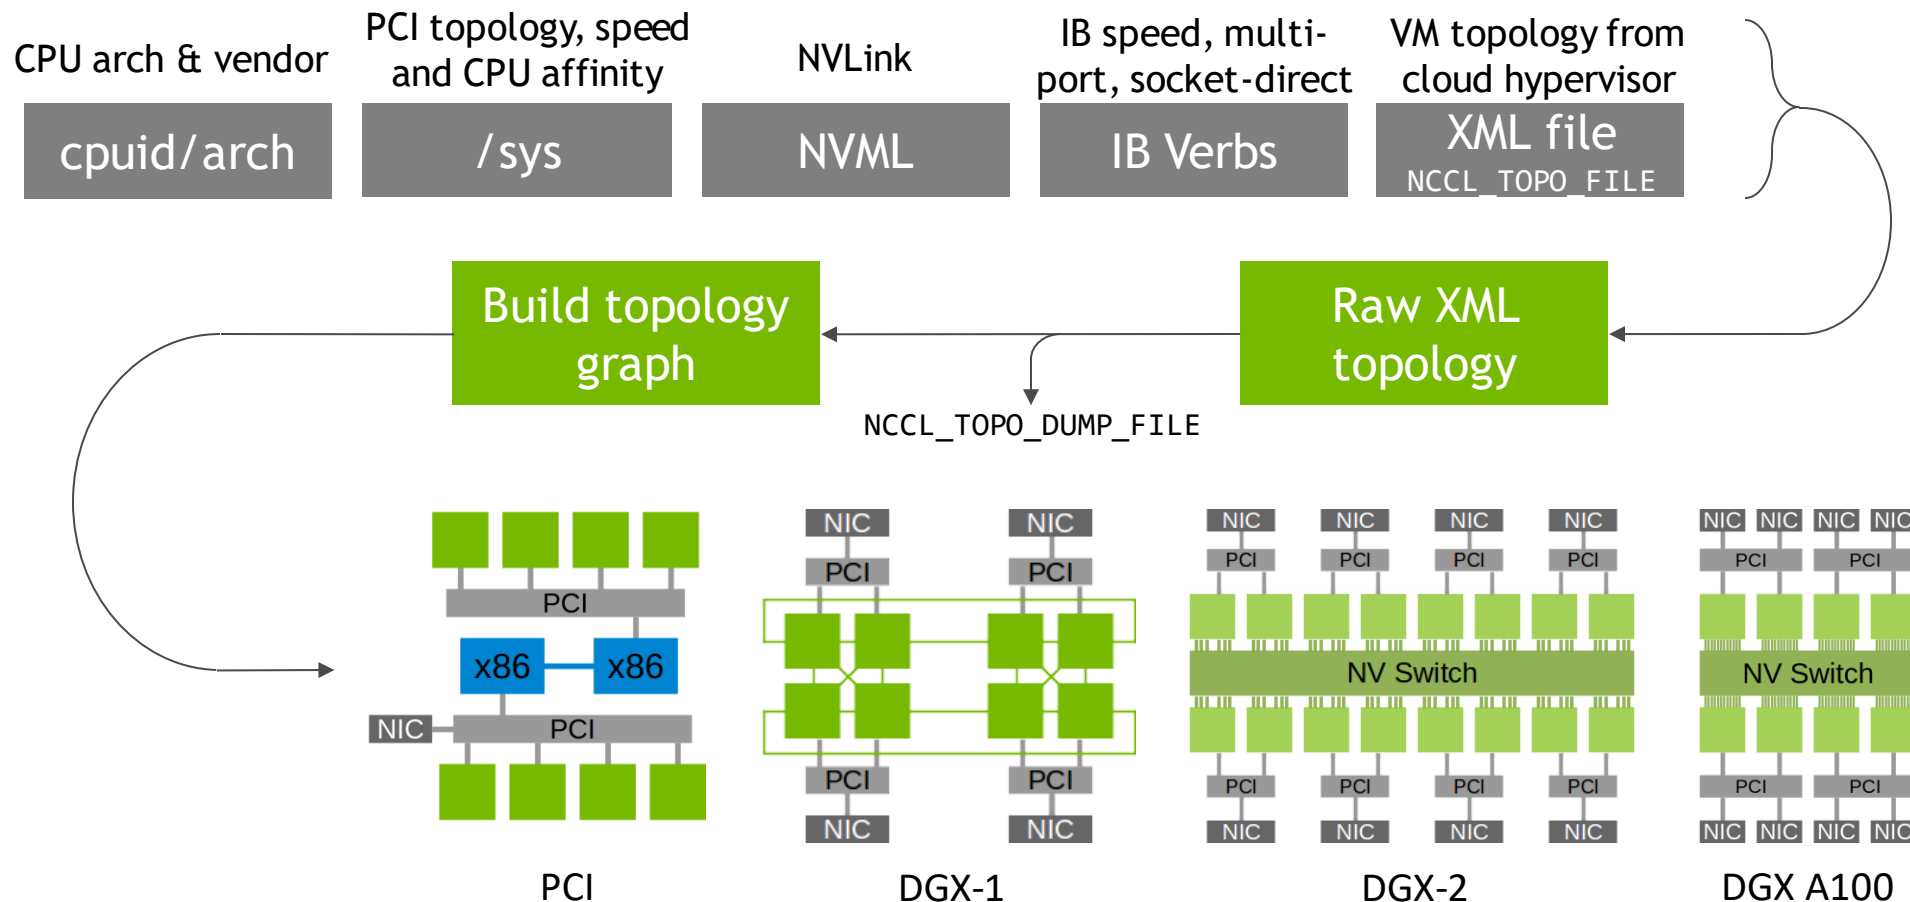 CPU arch & vendor
PCI topology, speed
and CPU affinity
NVLink
IB speed, multi-
port, socket-direct
VM topology from
cloud hypervisor
cpuid/arch
/sys
NVML
IB Verbs
XML file
NCCL_TOPO_FILE
Build topology
graph
Raw XML
topology
NCCL_TOPO_DUMP_FILE
PCI
x86
x86
NIC
PCI
PCI
NIC
NIC
PCI
PCI
PCI
PCI
NIC
NIC
DGX-1
NIC
NIC
NIC
NIC
PCI
PCI
PCI
PCI
NV Switch
PCI
PCI
PCI
PCI
NIC
NIC
NIC
NIC
DGX-2
NIC
NIC
NIC
NIC
PCI
PCI
NV Switch
PCI
PCI
NIC
NIC
NIC
NIC
DGX A100